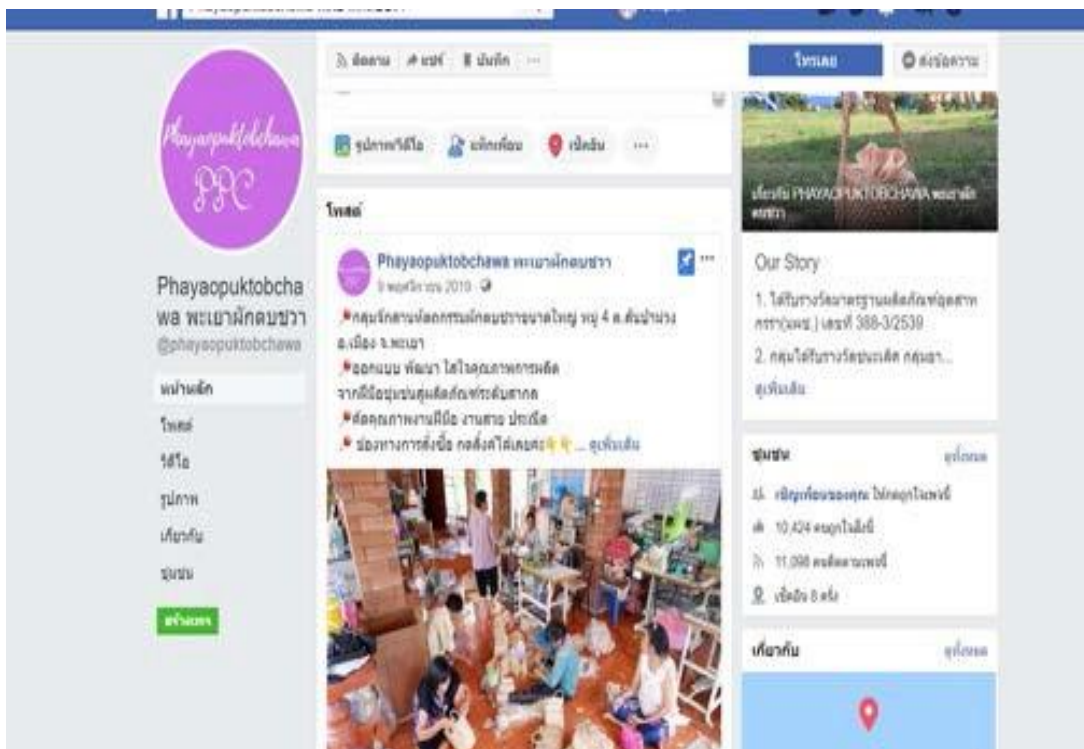 Phayaopuktobchawa
PPC
Phayaopuktobcha
wa พะเยาผักตบชวา
@phayaopuktobchawa
หน้าหลัก
โพสต์
วิดีโอ
รูปภาพ
เกี่ยวกับ
ชุมชน
สร้างเพจ
ติดตาม แชร์ บันทึก ...
รูปภาพ/วิดีโอ แท็กเพื่อน เช็คอิน ...
โพสต์
Phayaopuktobchawa พะเยาผักตบชวา
9 พฤศจิกายน 2019
กลุ่มจักสานหัตถกรรมผักตบชวาขนาดใหญ่ หมู่ 4 ต.สันป่าม่วง
อ.เมือง จ.พะเยา
ออกแบบ พัฒนา ใส่ใจคุณภาพการผลิต
จากฝีมือชุมชนสู่ผลิตภัณฑ์ระดับสากล
คัดคุณภาพงานฝีมือ งานสาย ประณีต
ช่องทางการสั่งซื้อ กดลิ้งค์ได้เลยค่ะ👇👇 ... ดูเพิ่มเติม
โทรเลย ส่งข้อความ
เกี่ยวกับ PHAYAOPUKTOBCHAWA พะเยาผัก
ตบชวา
Our Story
1. ได้รับรางวัลมาตรฐานผลิตภัณฑ์อุตสาห
กรรา(มผช.) เลขที่ 388-3/2539
2. กลุ่มได้รับรางวัลชนะเลิศ กลุ่มอา...
ดูเพิ่มเติม
ชุมชน ดูทั้งหมด
เชิญเพื่อนของคุณ ให้กดถูกใจเพจนี้
10,424 คนถูกใจสิ่งนี้
11,098 คนติดตามเพจนี้
เช็คอิน 8 ครั้ง
เกี่ยวกับ ดูทั้งหมด